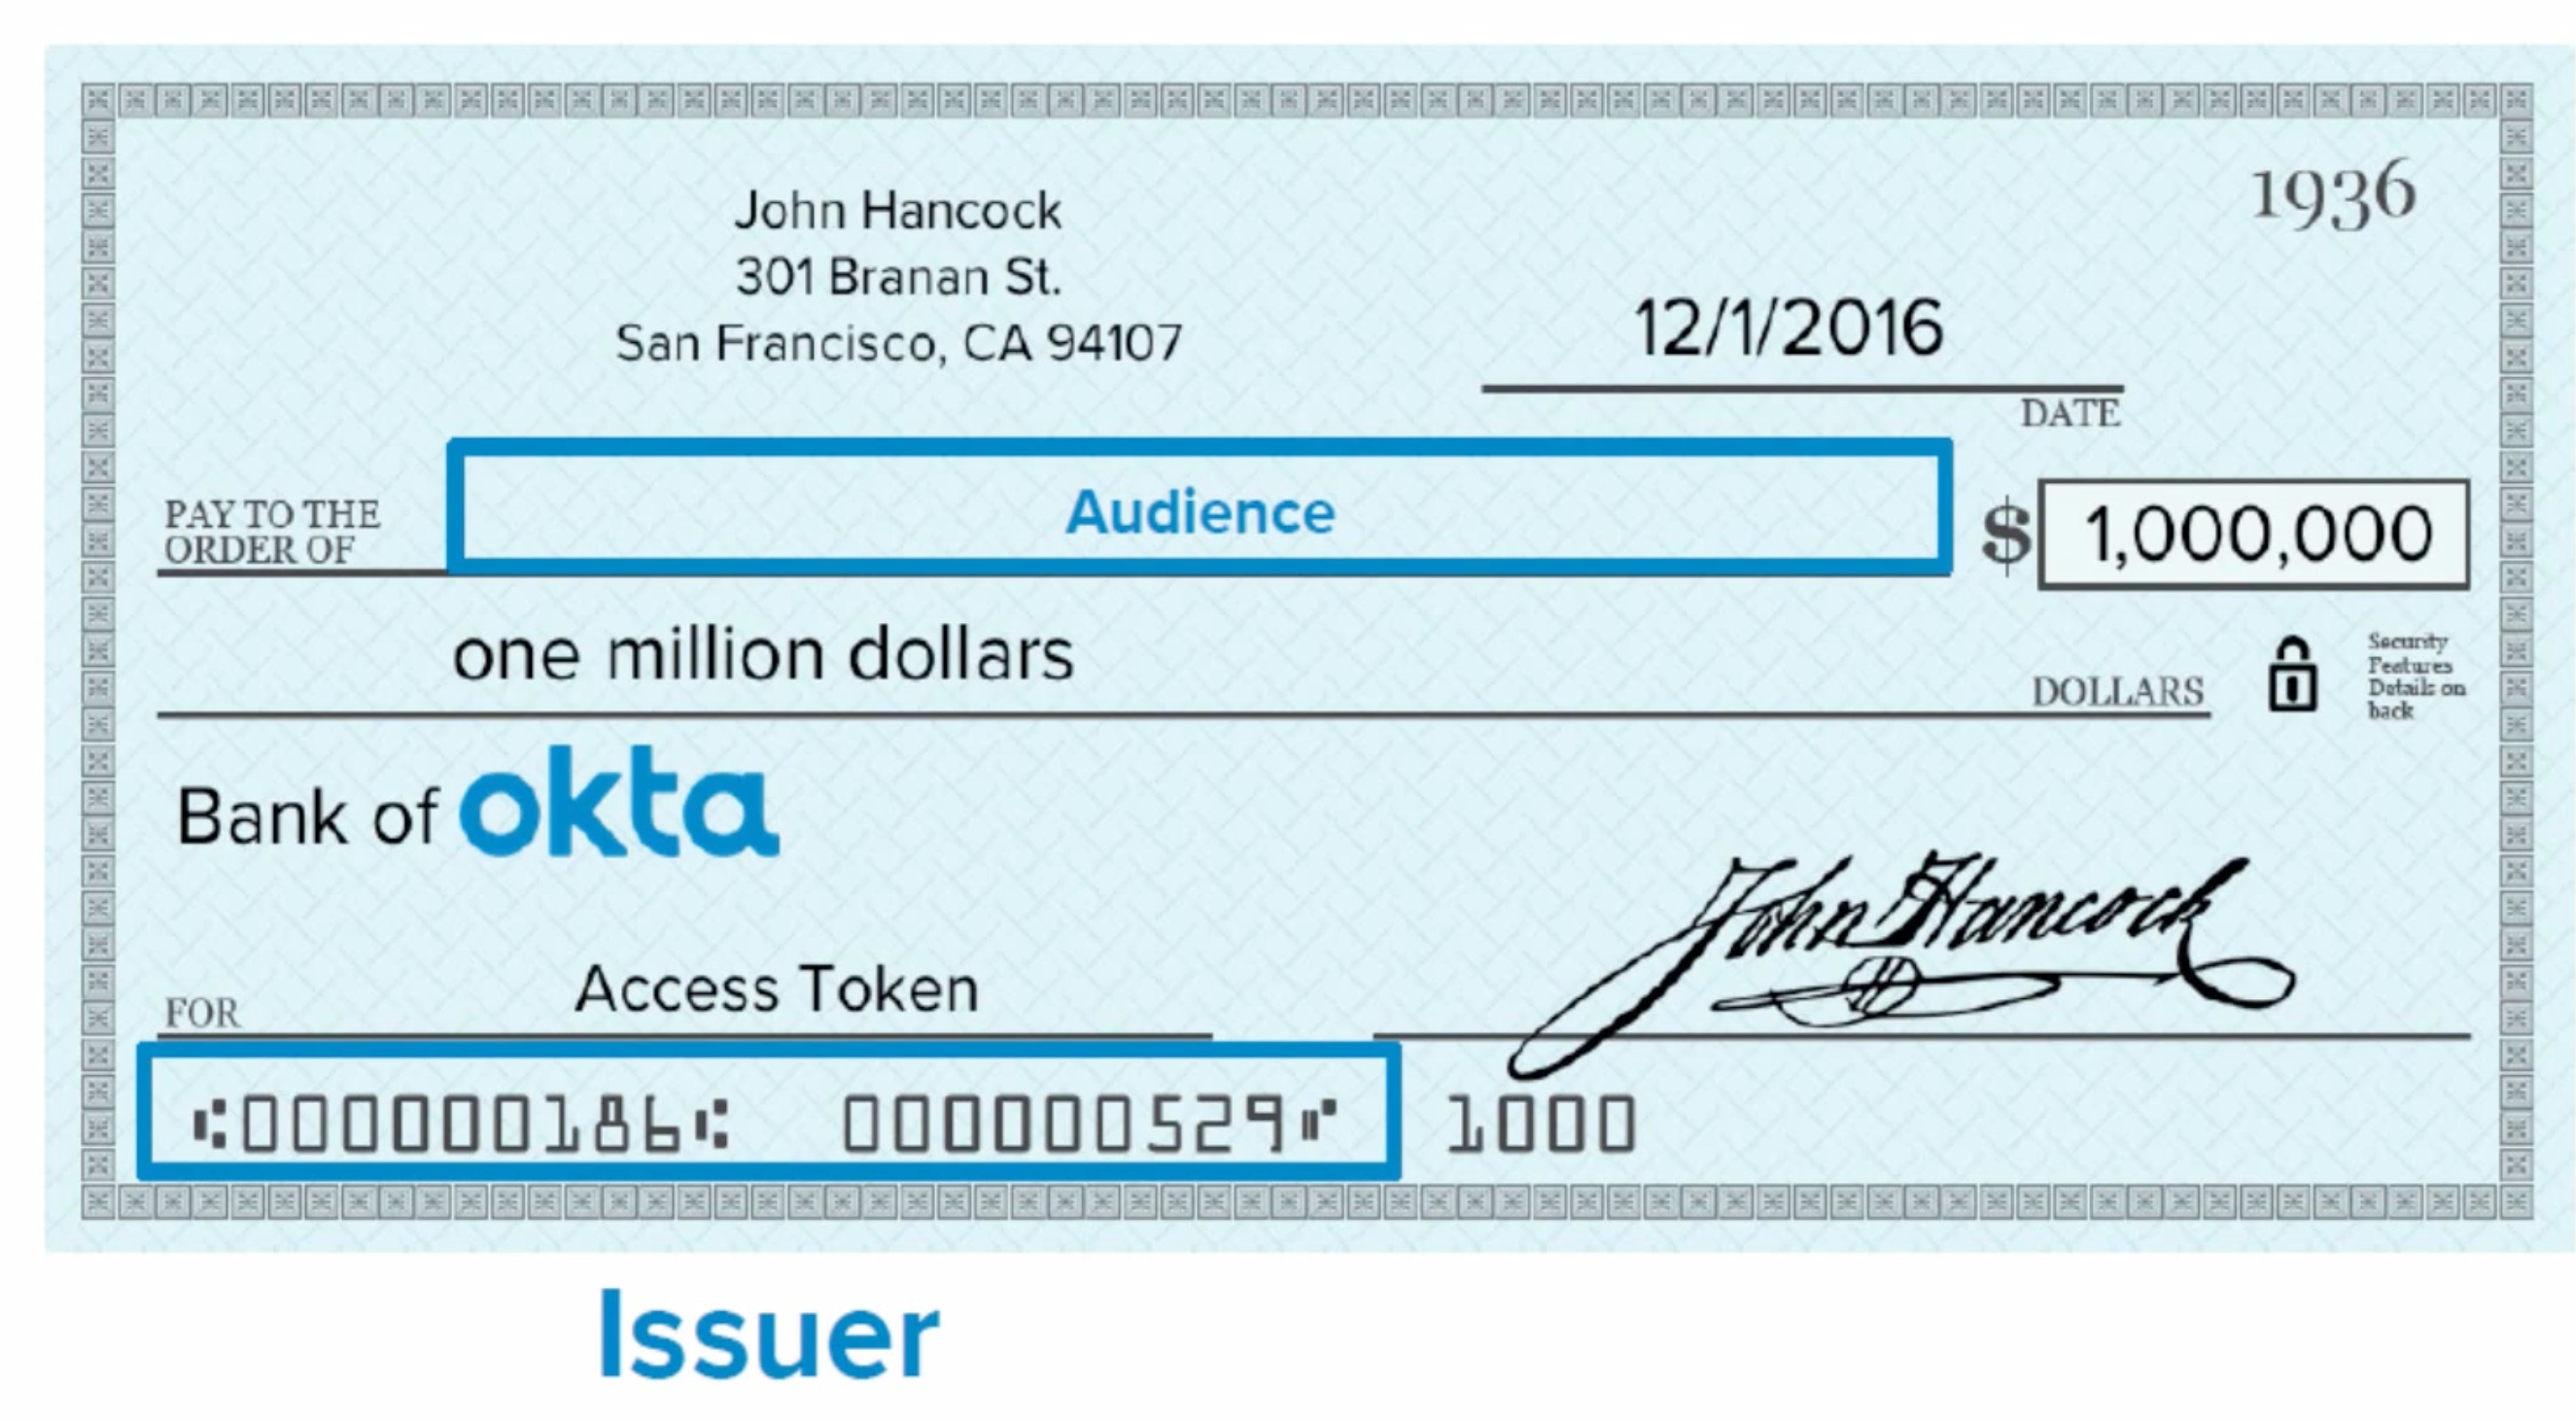 1936
John Hancock
301 Branan St.
San Francisco, CA 94107
12/1/2016
DATE
PAY TO THE
ORDER OF
Audience
$ 1,000,000
one million dollars
DOLLARS
Security
Features
Details on
back
Bank of okta
FOR
Access Token
John Hancock
⑆000000186⑆ 000000529⑈ 1000
Issuer